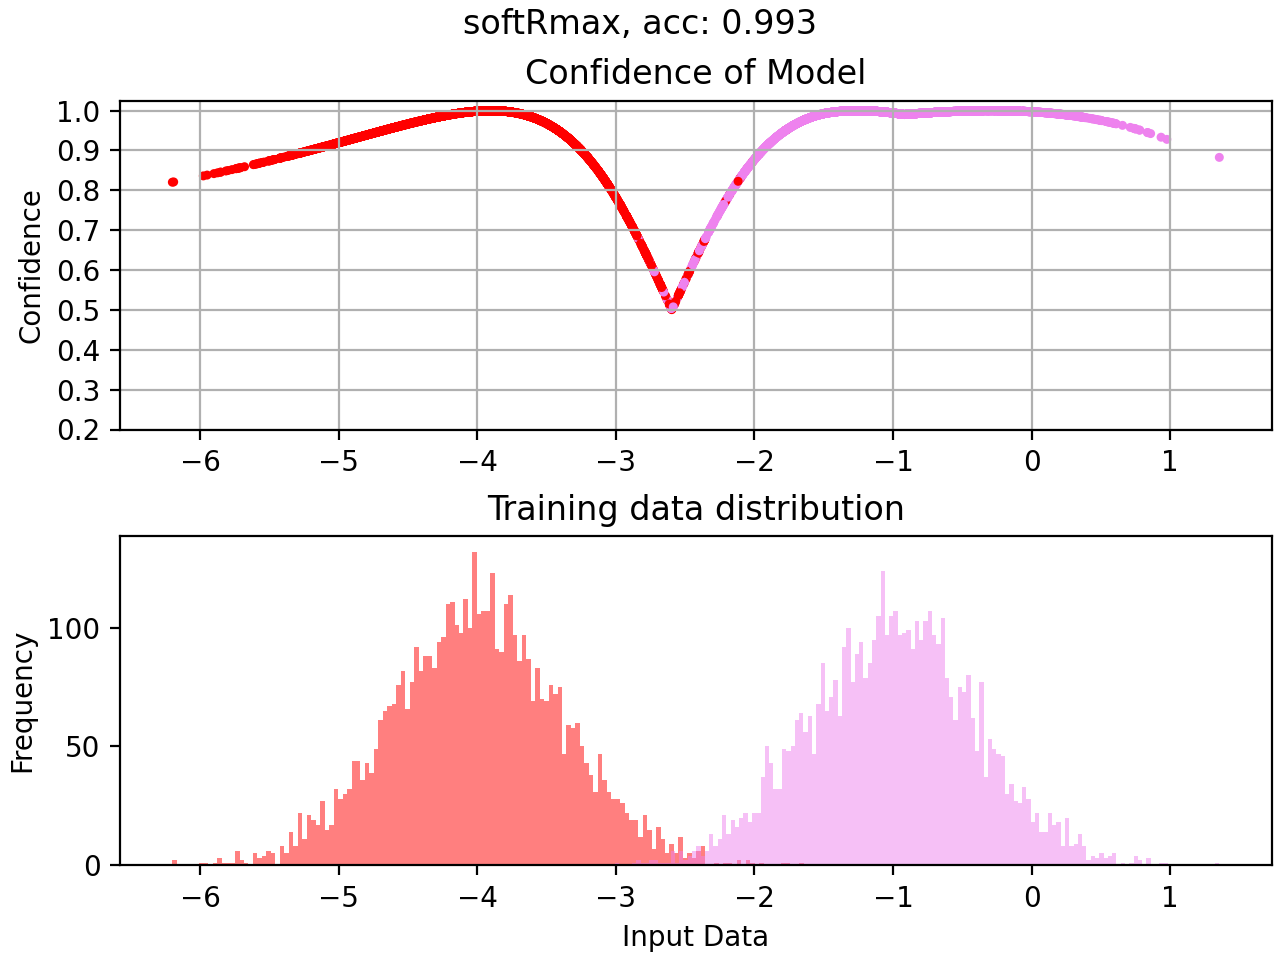 softRmax, acc: 0.993
Confidence of Model
Confidence
1.0
0.9
0.8
0.7
0.6
0.5
0.4
0.3
0.2
−6 −5 −4 −3 −2 −1 0 1
Training data distribution
Frequency
100
50
0
−6 −5 −4 −3 −2 −1 0 1
Input Data